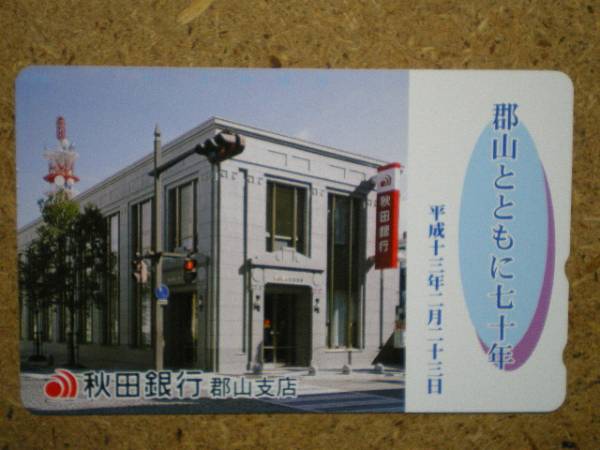 郡山とともに七十年
平成十三年二月二十三日
秋田銀行
秋田銀行 郡山支店